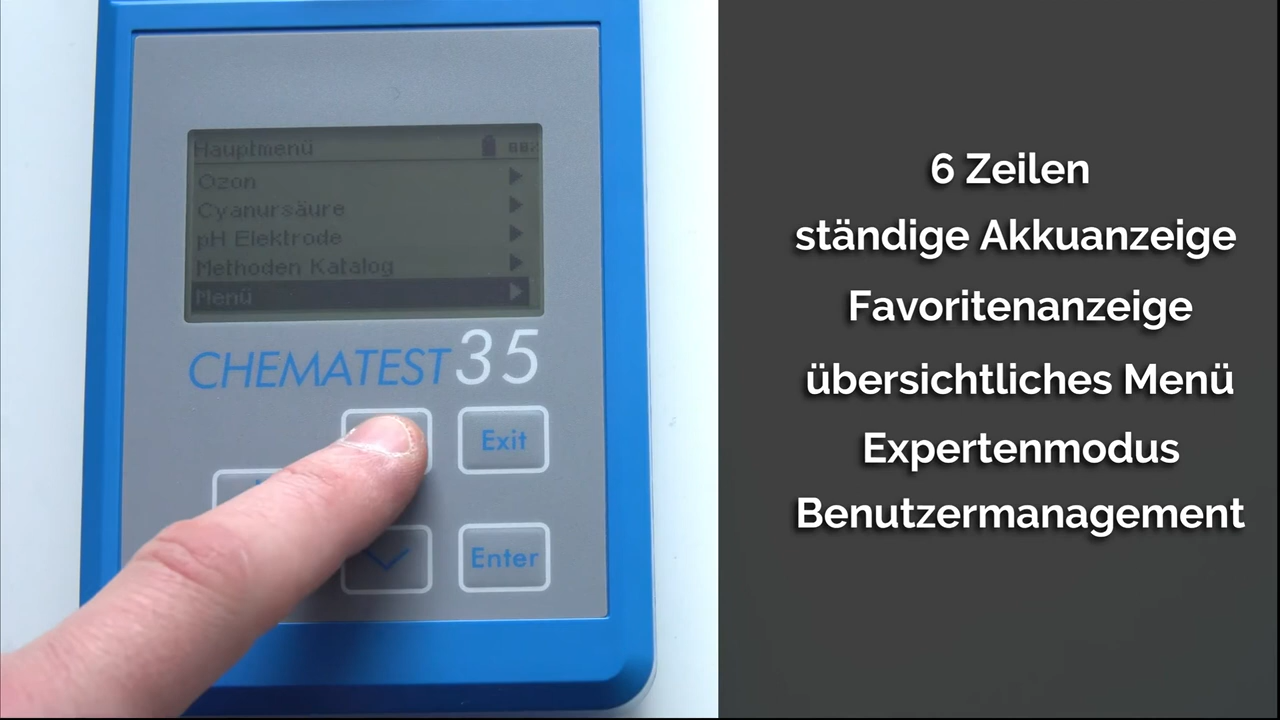 Hauptmenü
Ozon
Cyanursäure
pH Elektrode
Methoden Katalog
Menü
CHEMATEST 35
Exit
Enter
6 Zeilen
ständige Akkuanzeige
Favoritenanzeige
übersichtliches Menü
Expertenmodus
Benutzermanagement